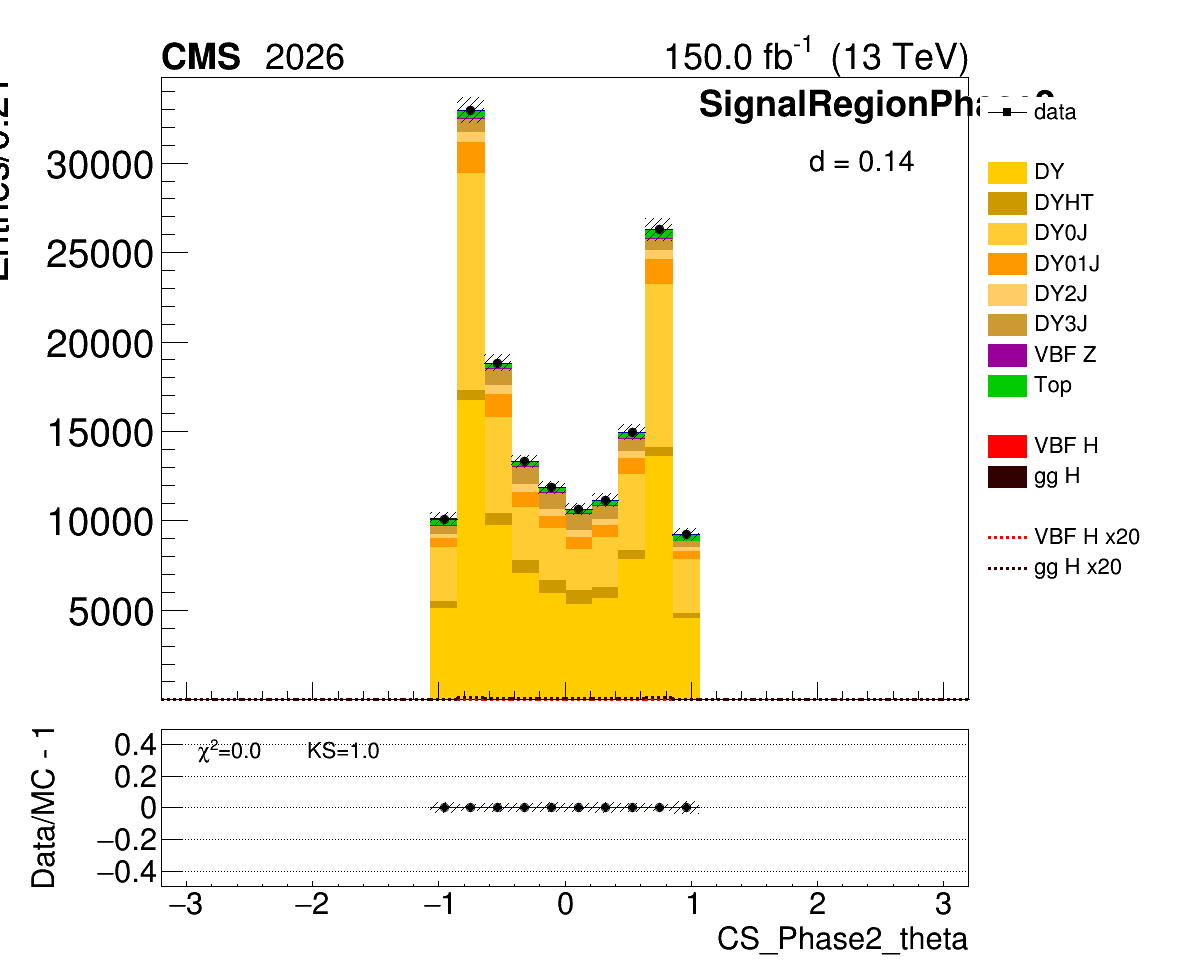 CMS 2026 150.0 fb-1 (13 TeV)
SignalRegionPhase2
data
d = 0.14
30000
25000
20000
15000
10000
5000
DY
DYHT
DY0J
DY01J
DY2J
DY3J
VBF Z
Top
VBF H
gg H
VBF H x20
gg H x20
χ2=0.0 KS=1.0
Data/MC - 1
0.4
0.2
0
−0.2
−0.4
−3 −2 −1 0 1 2 3
CS_Phase2_theta